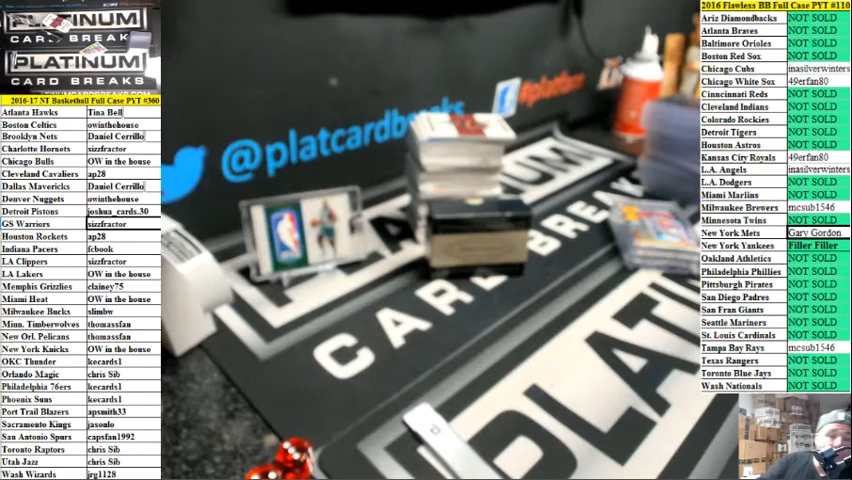 PLATINUM
CARD BREAKS
PLATINUM
CARD BREAKS
2016-17 NT Basketball Full Case PYT #360
Atlanta Hawks Tina Bell
Boston Celtics owinthehouse
Brooklyn Nets Daniel Cerrillo
Charlotte Hornets sizzfractor
Chicago Bulls OW in the house
Cleveland Cavaliers ap28
Dallas Mavericks Daniel Cerrillo
Denver Nuggets owinthehouse
Detroit Pistons joshua_cards.30
GS Warriors sizzfractor
Houston Rockets ap28
Indiana Pacers fcbook
LA Clippers sizzfractor
LA Lakers OW in the house
Memphis Grizzlies clainey75
Miami Heat OW in the house
Milwaukee Bucks slimbw
Minn. Timberwolves thomassfan
New Orl. Pelicans thomassfan
New York Knicks OW in the house
OKC Thunder kecards1
Orlando Magic chris Sib
Philadelphia 76ers kecards1
Phoenix Suns kecards1
Port Trail Blazers apsmith33
Sacramento Kings jasonlo
San Antonio Spurs capsfan1992
Toronto Raptors chris Sib
Utah Jazz chris Sib
Wash Wizards jrg1128
@platcardbreaks
#platinum
PLATINUM
CARD BREAKS
PLATI
2016 Flawless BB Full Case PYT #110
Ariz Diamondbacks NOT SOLD
Atlanta Braves NOT SOLD
Baltimore Orioles NOT SOLD
Boston Red Sox NOT SOLD
Chicago Cubs inasilverwinters
Chicago White Sox 49erfan80
Cinncinati Reds NOT SOLD
Cleveland Indians NOT SOLD
Colorado Rockies NOT SOLD
Detroit Tigers NOT SOLD
Houston Astros NOT SOLD
Kansas City Royals 49erfan80
L.A. Angels inasilverwinters
L.A. Dodgers NOT SOLD
Miami Marlins NOT SOLD
Milwaukee Brewers mcsub1546
Minnesota Twins NOT SOLD
New York Mets Gary Gordon
New York Yankees Filler Filler
Oakland Athletics NOT SOLD
Philadelphia Phillies NOT SOLD
Pittsburgh Pirates NOT SOLD
San Diego Padres NOT SOLD
San Fran Giants NOT SOLD
Seattle Mariners NOT SOLD
St. Louis Cardinals NOT SOLD
Tampa Bay Rays mcsub1546
Texas Rangers NOT SOLD
Toronto Blue Jays NOT SOLD
Wash Nationals NOT SOLD